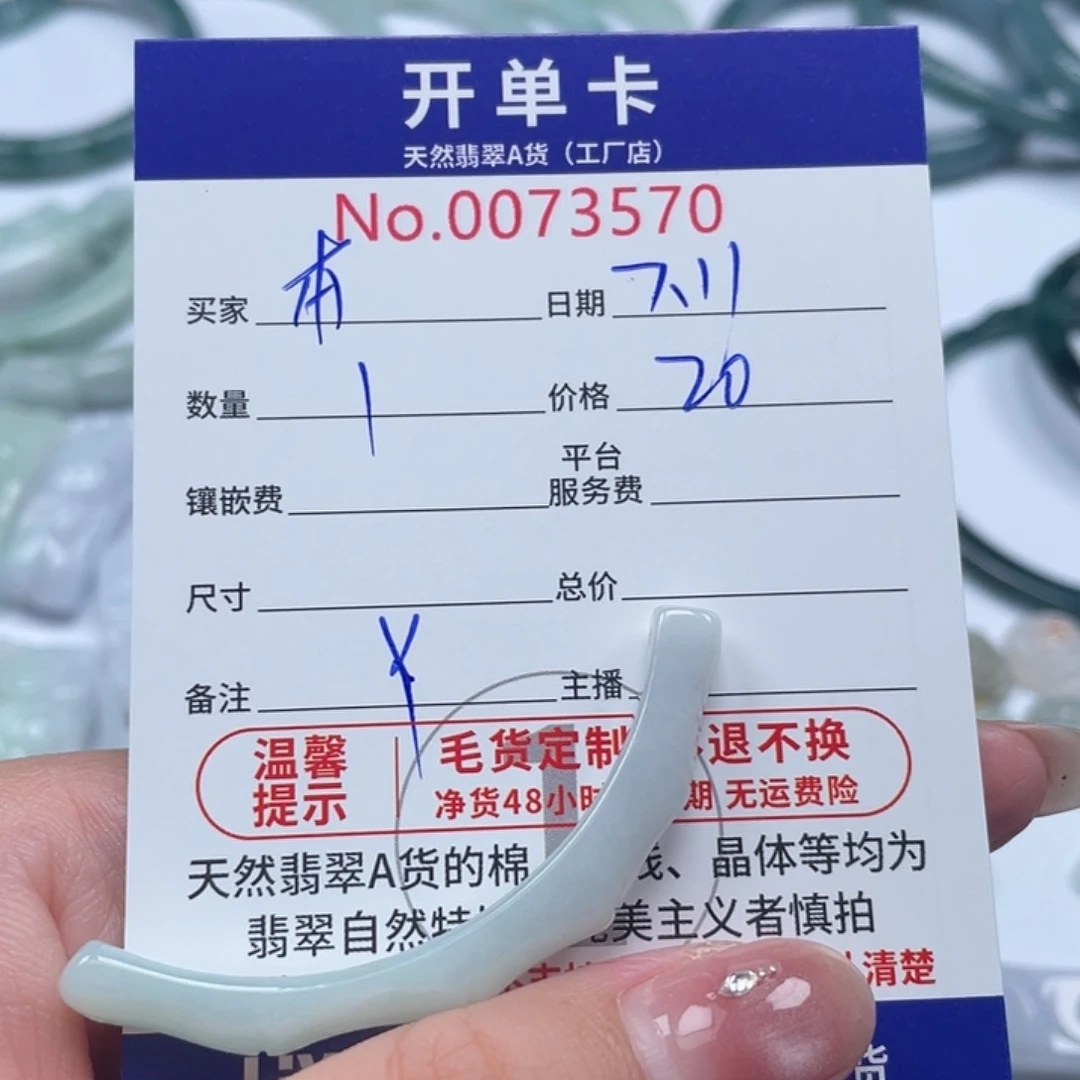 开单卡
天然翡翠A货（工厂店）
No.0073570
买家 日期 7.11
数量 1 价格 20
镶嵌费 平台服务费
尺寸 总价
备注 主播
温馨提示 毛货定制 退不换
净货48小时 期 无运费险
天然翡翠A货的棉 线、晶体等均为
翡翠自然特 美主义者慎拍
清楚
货